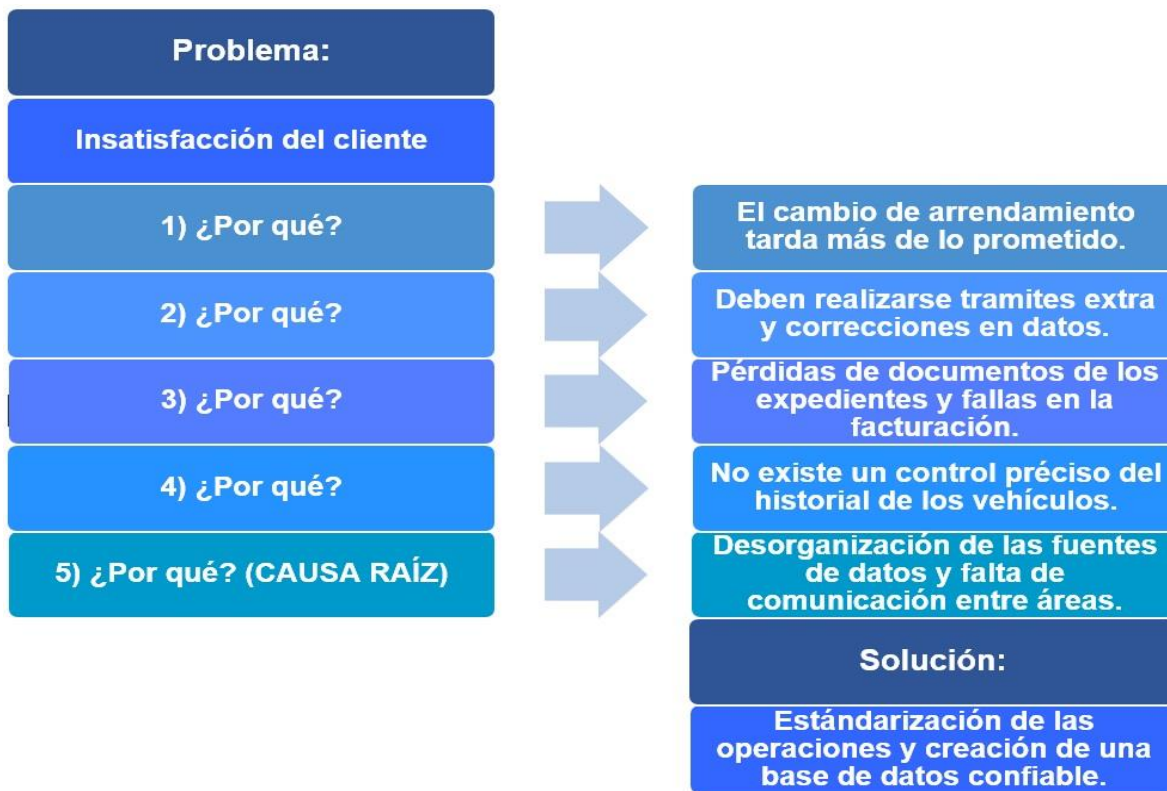 Problema:
Insatisfacción del cliente
1) ¿Por qué?
El cambio de arrendamiento
tarda más de lo prometido.
2) ¿Por qué?
Deben realizarse tramites extra
y correcciones en datos.
3) ¿Por qué?
Pérdidas de documentos de los
expedientes y fallas en la
facturación.
4) ¿Por qué?
No existe un control préciso del
historial de los vehículos.
5) ¿Por qué? (CAUSA RAÍZ)
Desorganización de las fuentes
de datos y falta de
comunicación entre áreas.
Solución:
Estándarización de las
operaciones y creación de una
base de datos confiable.